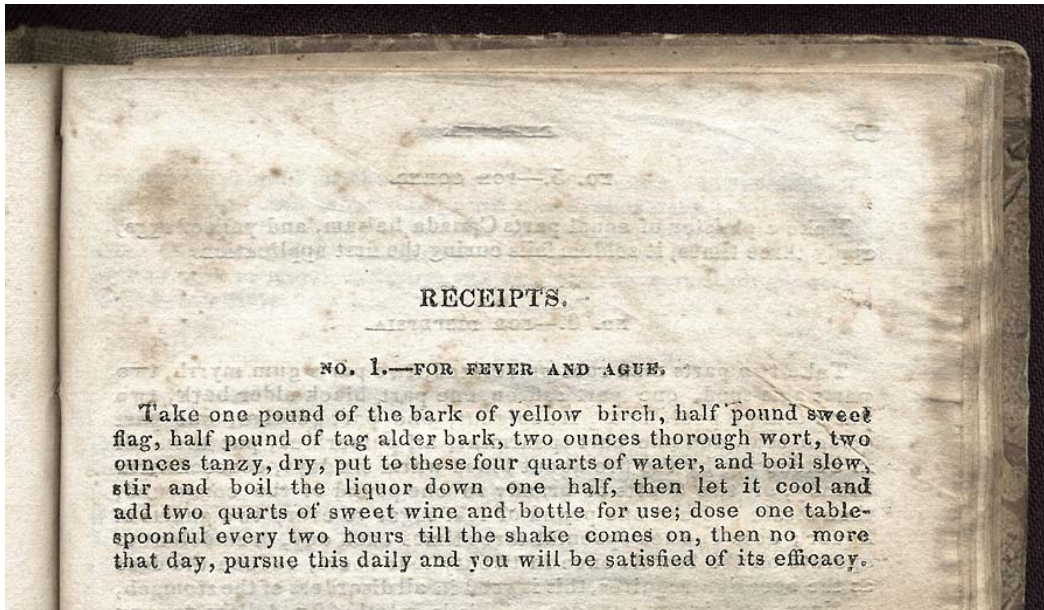 RECEIPTS.
NO. 1.—FOR FEVER AND AGUE.
Take one pound of the bark of yellow birch, half pound sweet
flag, half pound of tag alder bark, two ounces thorough wort, two
ounces tanzy, dry, put to these four quarts of water, and boil slow,
stir and boil the liquor down one half, then let it cool and
add two quarts of sweet wine and bottle for use; dose one table-
spoonful every two hours till the shake comes on, then no more
that day, pursue this daily and you will be satisfied of its efficacy.